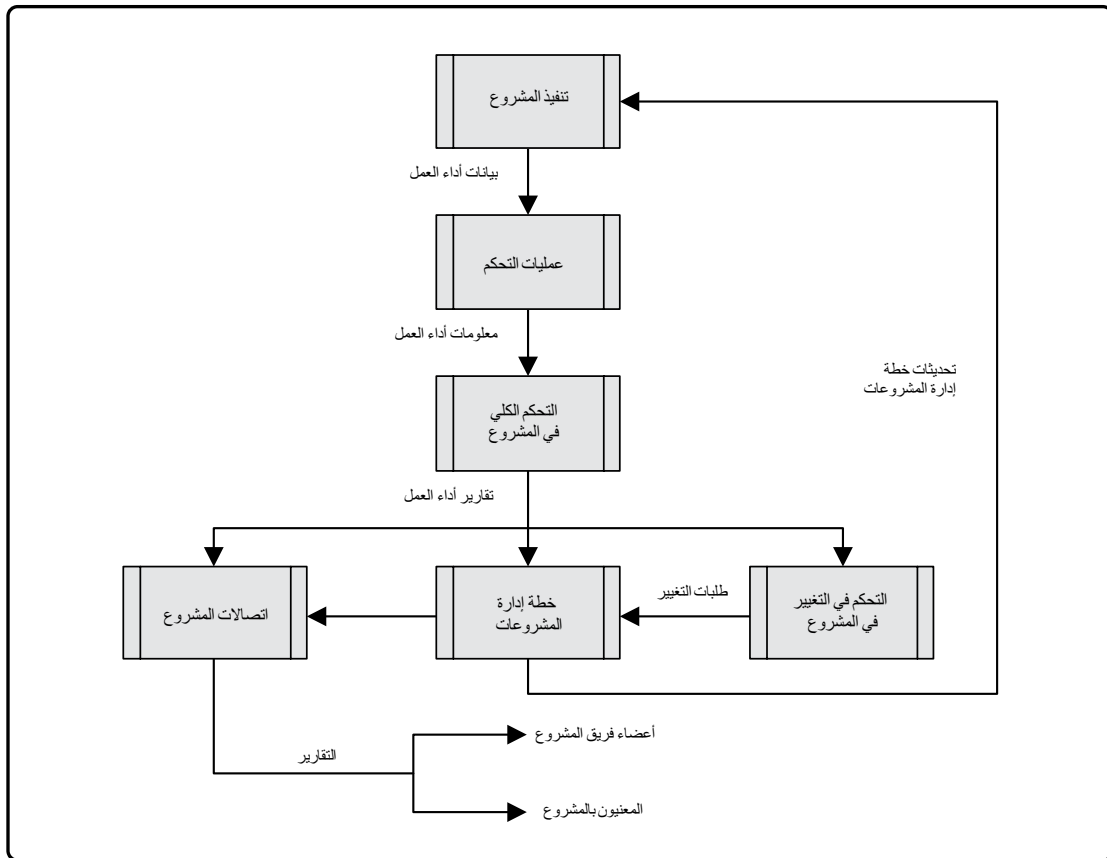 تنفيذ المشروع
بيانات أداء العمل
عمليات التحكم
معلومات أداء العمل
تحديثات خطة
إدارة المشروعات
التحكم الكلي
في المشروع
تقارير أداء العمل
التحكم في التغيير
في المشروع
طلبات التغيير
خطة إدارة
المشروعات
اتصالات المشروع
أعضاء فريق المشروع
التقارير
المعنيون بالمشروع